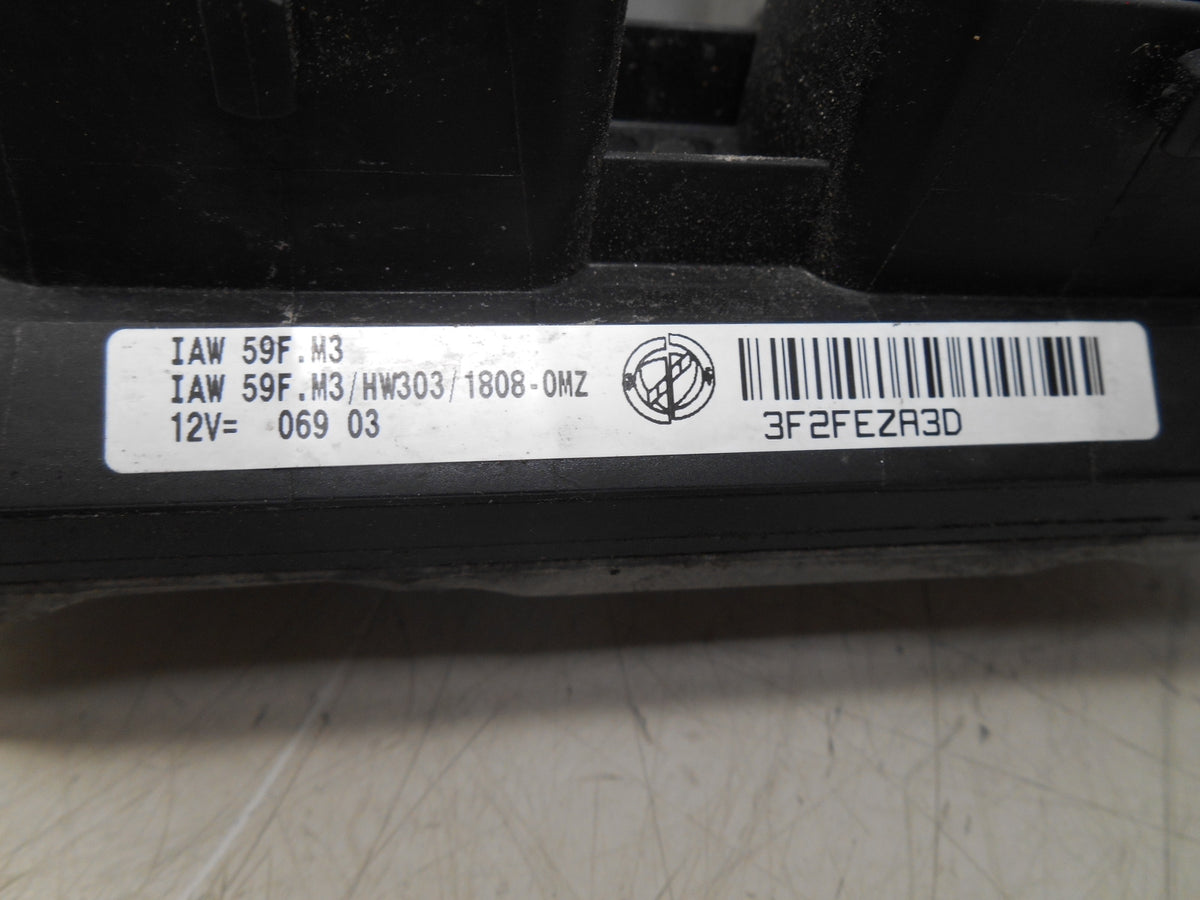 IAW 59F.M3
IAW 59F.M3/HW303/1808-0MZ
12V= 069 03
3F2FEZA3D